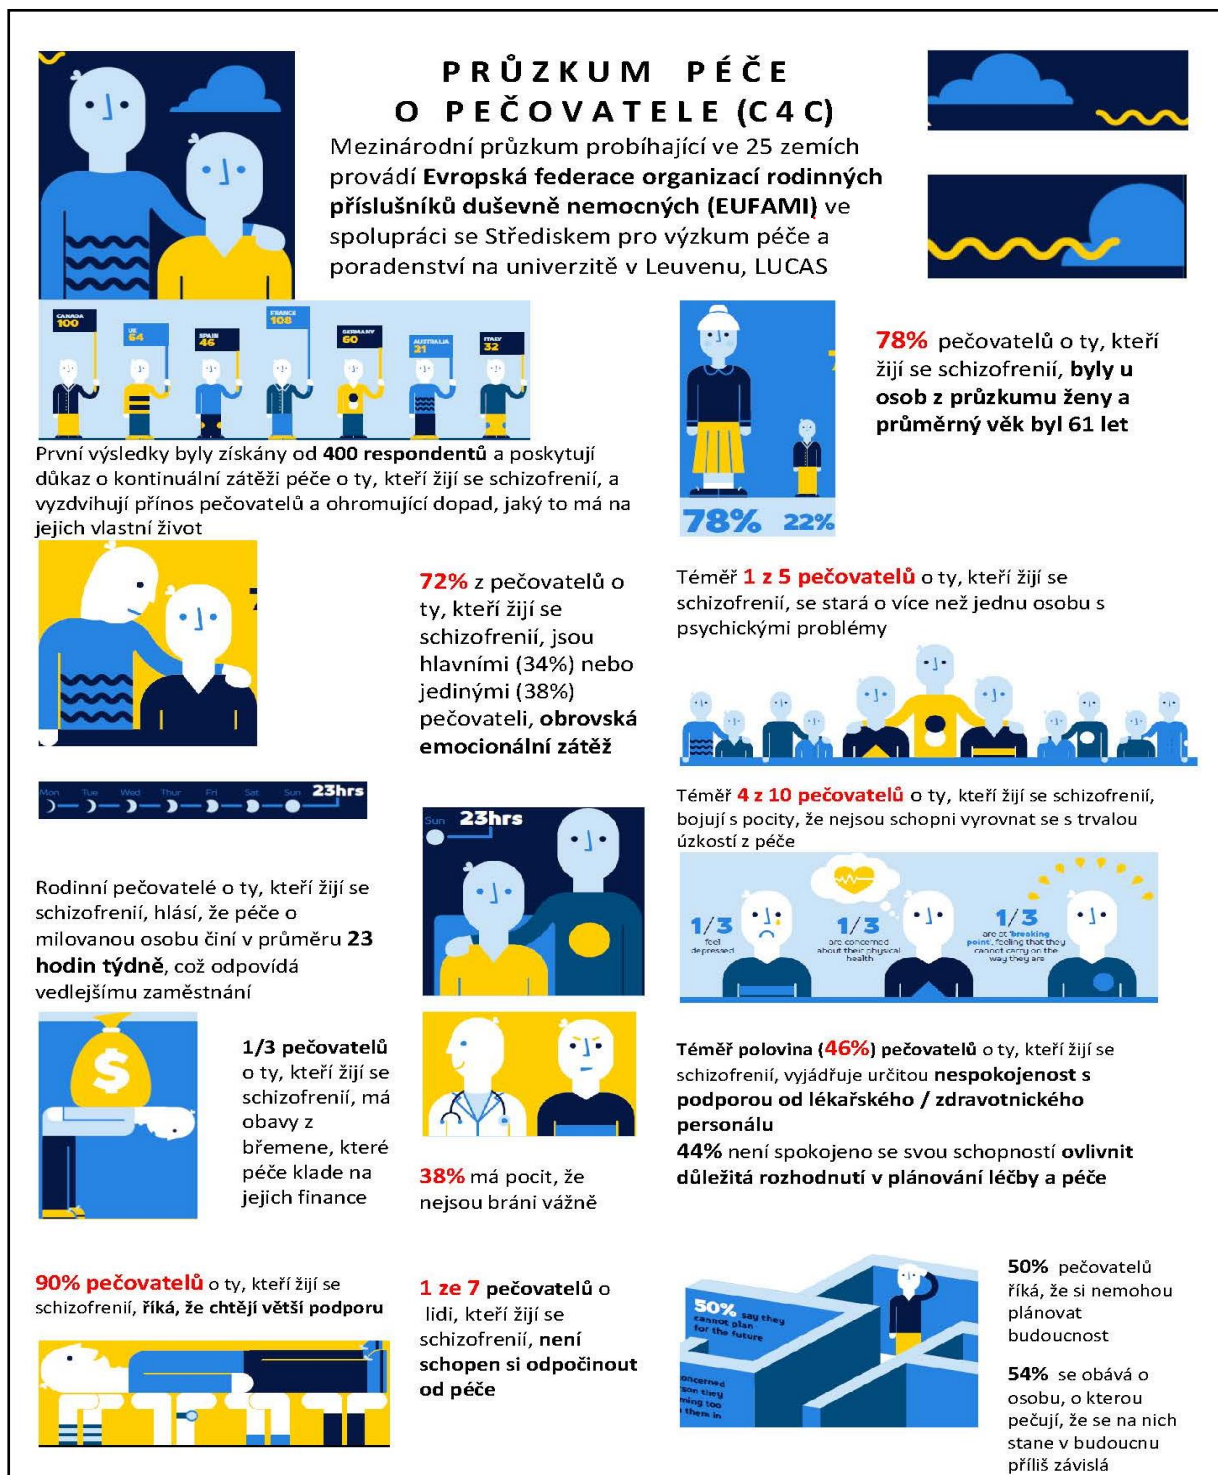 PRŮZKUM PÉČE
O PEČOVATELE (C4C)
Mezinárodní průzkum probíhající ve 25 zemích
provádí Evropská federace organizací rodinných
příslušníků duševně nemocných (EUFAMI) ve
spolupráci se Střediskem pro výzkum péče a
poradenství na univerzitě v Leuvenu, LUCAS
CANADA
100
UK
64
SPAIN
46
FRANCE
108
GERMANY
60
AUSTRALIA
21
ITALY
32
První výsledky byly získány od 400 respondentů a poskytují
důkaz o kontinuální zátěži péče o ty, kteří žijí se schizofrenií, a
vyzdvihují přínos pečovatelů a ohromující dopad, jaký to má na
jejich vlastní život
78% 22%
78% pečovatelů o ty, kteří
žijí se schizofrenií, byly u
osob z průzkumu ženy a
průměrný věk byl 61 let
72% z pečovatelů o
ty, kteří žijí se
schizofrenií, jsou
hlavními (34%) nebo
jedinými (38%)
pečovateli, obrovská
emocionální zátěž
Téměř 1 z 5 pečovatelů o ty, kteří žijí se
schizofrenií, se stará o více než jednu osobu s
psychickými problémy
Mon Tue Wed Thur Fri Sat Sun 23hrs
Rodinní pečovatelé o ty, kteří žijí se
schizofrenií, hlásí, že péče o
milovanou osobu činí v průměru 23
hodin týdně, což odpovídá
vedlejšímu zaměstnání
Sun 23hrs
Téměř 4 z 10 pečovatelů o ty, kteří žijí se schizofrenií,
bojují s pocity, že nejsou schopni vyrovnat se s trvalou
úzkostí z péče
1/3
feel
depressed
1/3
are concerned
about their physical
health
1/3
are at 'breaking
point', feeling that they
cannot carry on the
way they are
$
1/3 pečovatelů
o ty, kteří žijí se
schizofrenií, má
obavy z
břemene, které
péče klade na
jejich finance
38% má pocit, že
nejsou bráni vážně
Téměř polovina (46%) pečovatelů o ty, kteří žijí se
schizofrenií, vyjádřuje určitou nespokojenost s
podporou od lékařského / zdravotnického
personálu
44% není spokojeno se svou schopností ovlivnit
důležitá rozhodnutí v plánování léčby a péče
90% pečovatelů o ty, kteří žijí se
schizofrenií, říká, že chtějí větší podporu
1 ze 7 pečovatelů o
lidi, kteří žijí se
schizofrenií, není
schopen si odpočinout
od péče
50% say they
cannot plan
for the future
them in
50% pečovatelů
říká, že si nemohou
plánovat
budoucnost
54% se obává o
osobu, o kterou
pečují, že se na nich
stane v budoucnu
příliš závislá